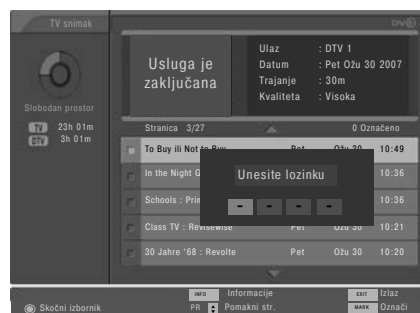 TV snimak
DVD
Usluga je
zaključana
Ulaz : DTV 1
Datum : Pet Ožu 30 2007
Trajanje : 30m
Kvaliteta : Visoka
Slobodan prostor
TV 23h 01m
DTV 3h 01m
Stranica 3/27 0 Označeno
To Buy ili Not to Buy Pet Ožu 30 10:49
In the Night G 10:36
Unesite lozinku
Schools : Prin 10:36
- - - -
Class TV : Revisewise Pet Ožu 30 10:21
30 Jahre '68 : Revolte Pet Ožu 30 10:20
INFO Informacije EXIT Izlaz
Skočni izbornik PR Pomakni str. MARK Označi